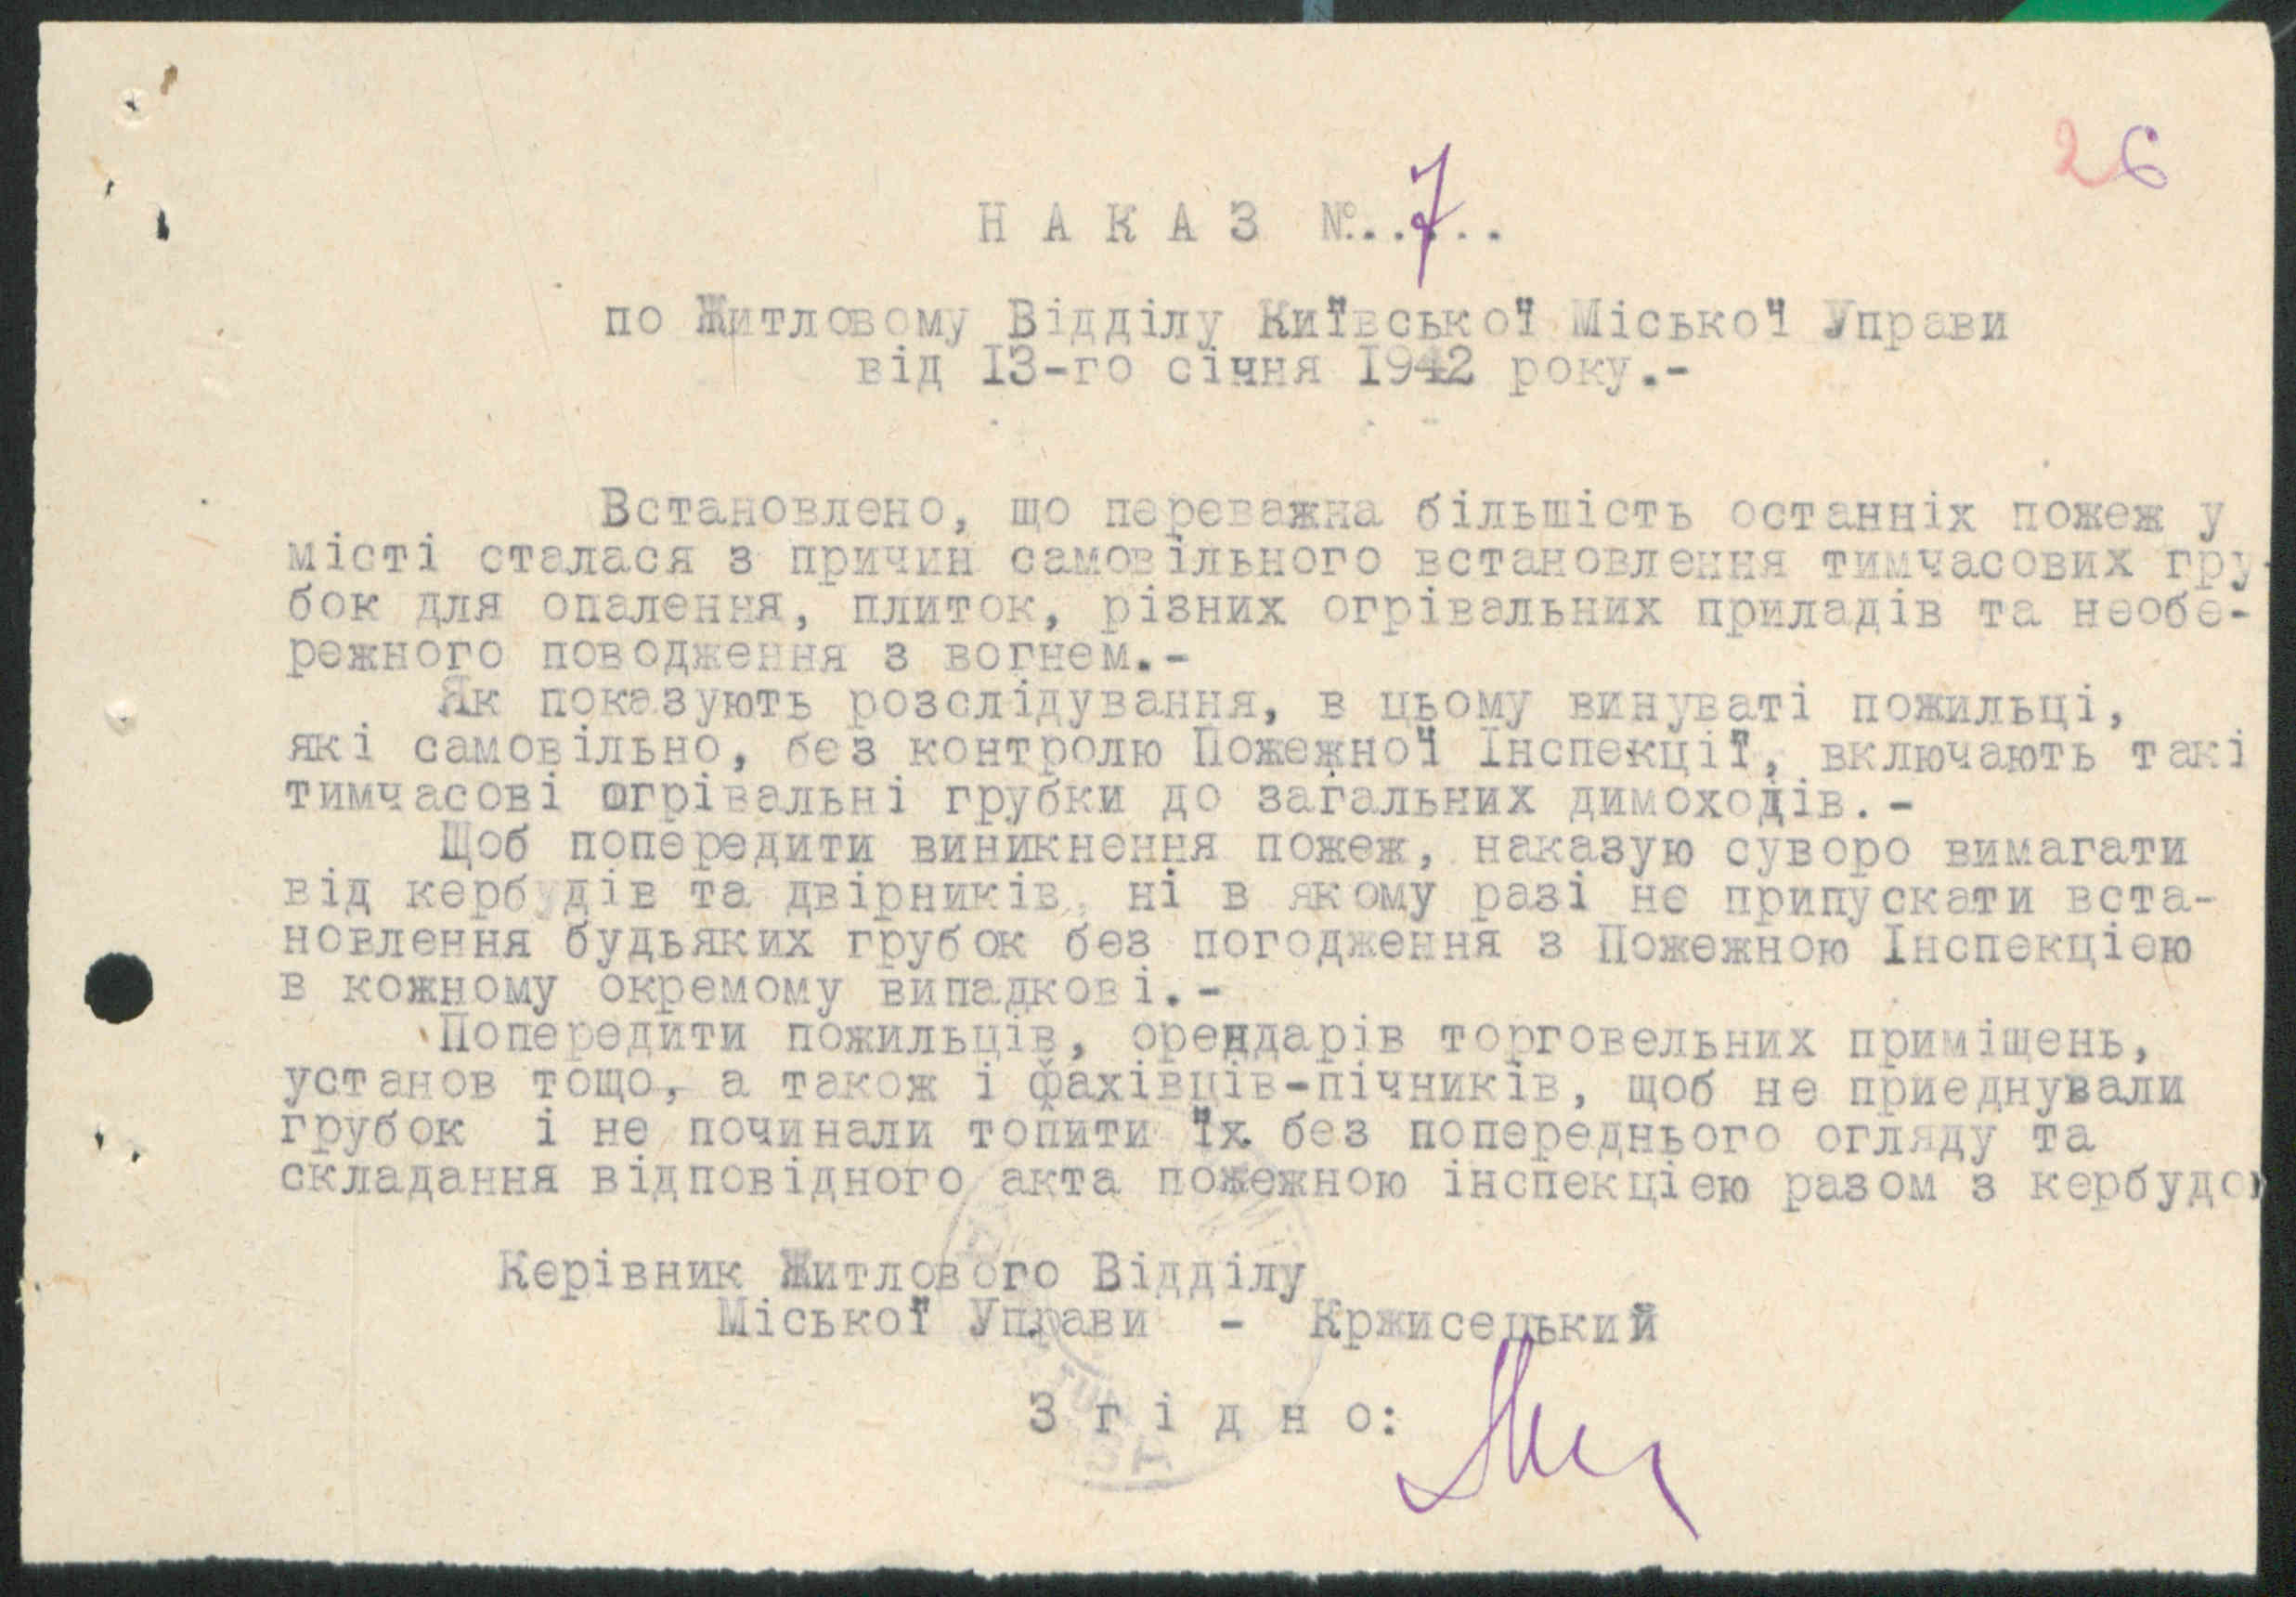 26
Н А К А З №..7..
по Житловому Відділу Київської Міської Управи
від 13-го січня 1942 року.-
Встановлено, що переважна більшість останніх пожеж у
місті сталася з причин самовільного встановлення тимчасових гру-
бок для опалення, плиток, різних огрівальних приладів та необе-
режного поводження з вогнем.-
Як показують розслідування, в цьому винуваті пожильці,
які самовільно, без контролю Пожежної Інспекції, включають такі
тимчасові огрівальні грубки до загальних димоходів.-
Щоб попередити виникнення пожеж, наказую суворо вимагати
від кербудів та двірників, ні в якому разі не припускати вста-
новлення будьяких грубок без погодження з Пожежною Інспекцією
в кожному окремому випадкові.-
Попередити пожильців, орендарів торговельних приміщень,
установ тощо, а також і фахівців-пічників, щоб не приєднували
грубок і не починали топити їх без попереднього огляду та
складання відповідного акта пожежною інспекцією разом з кербудом
Керівник Житлового Відділу
Міської Управи - Кржисецький
З г і д н о: